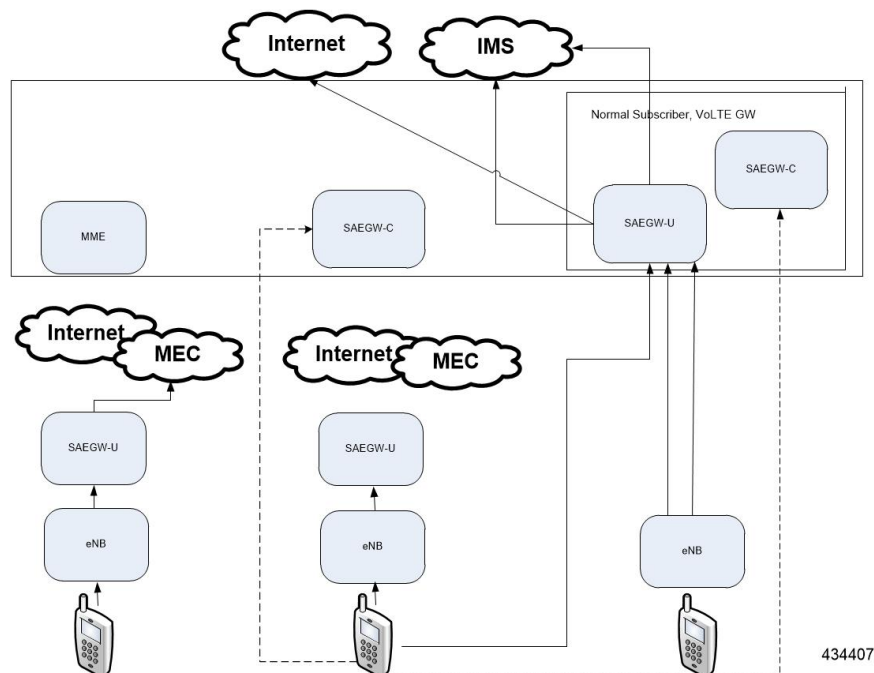 Internet
IMS
Normal Subscriber, VoLTE GW
SAEGW-C
SAEGW-U
SAEGW-C
MME
Internet
MEC
Internet
MEC
SAEGW-U
SAEGW-U
eNB
eNB
eNB
434407